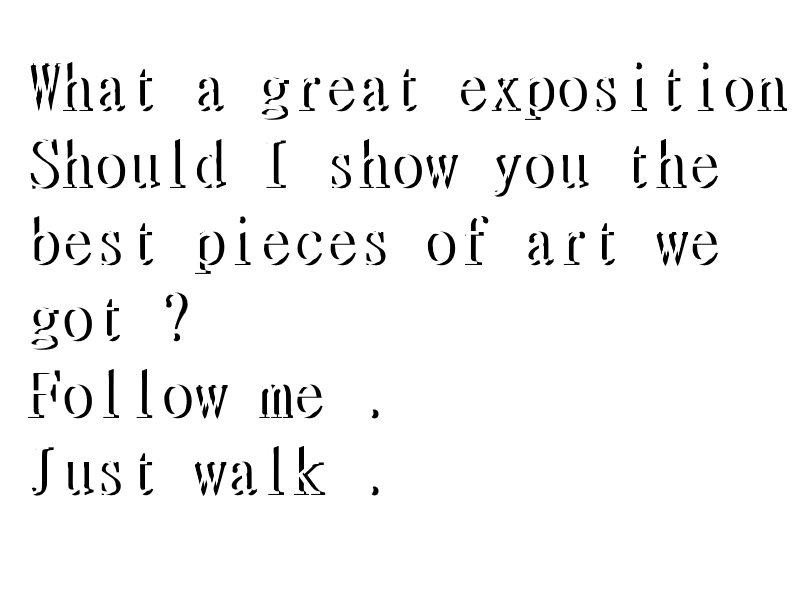 What a great exposition
Should I show you the
best pieces of art we
got ?
Follow me .
Just walk .